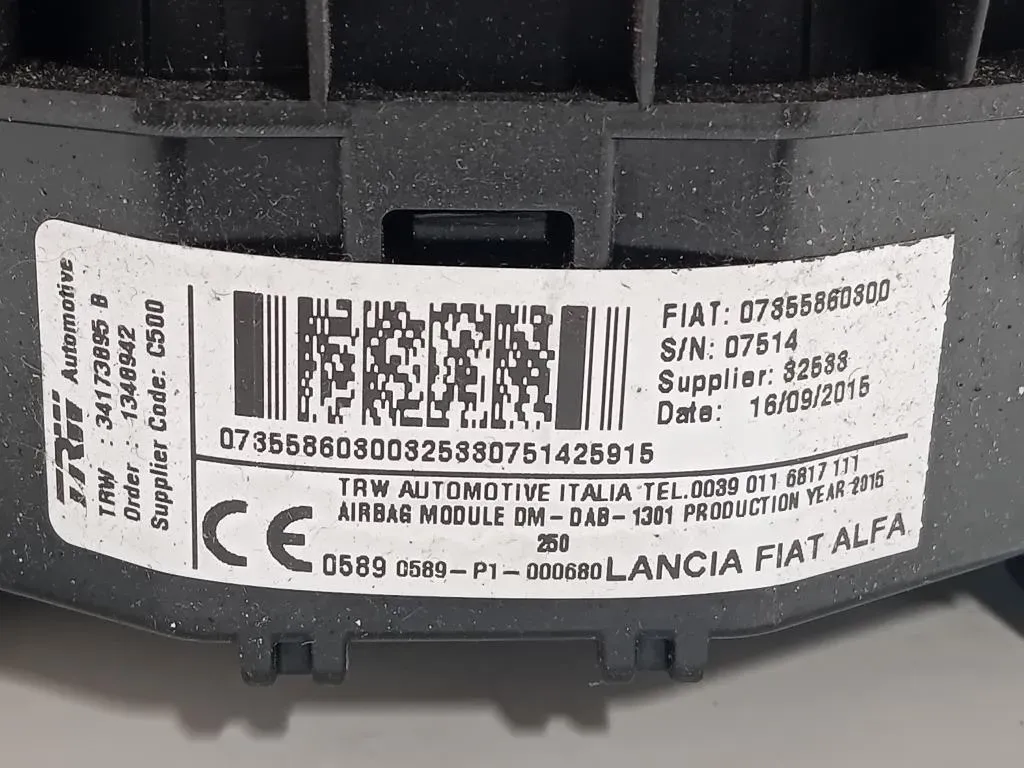 TRW Automotive
TRW : 34173895 B
Order : 1340942
Supplier Code: C500
FIAT: 07355860300
S/N: 07514
Supplier: 32533
Date: 16/09/2015
07355860300325330751425915
TRW AUTOMOTIVE ITALIA TEL.0039 011 6817 111
AIRBAG MODULE DM-DAB-1301 PRODUCTION YEAR 2015
250
CE 0589 0589-P1-000680 LANCIA FIAT ALFA